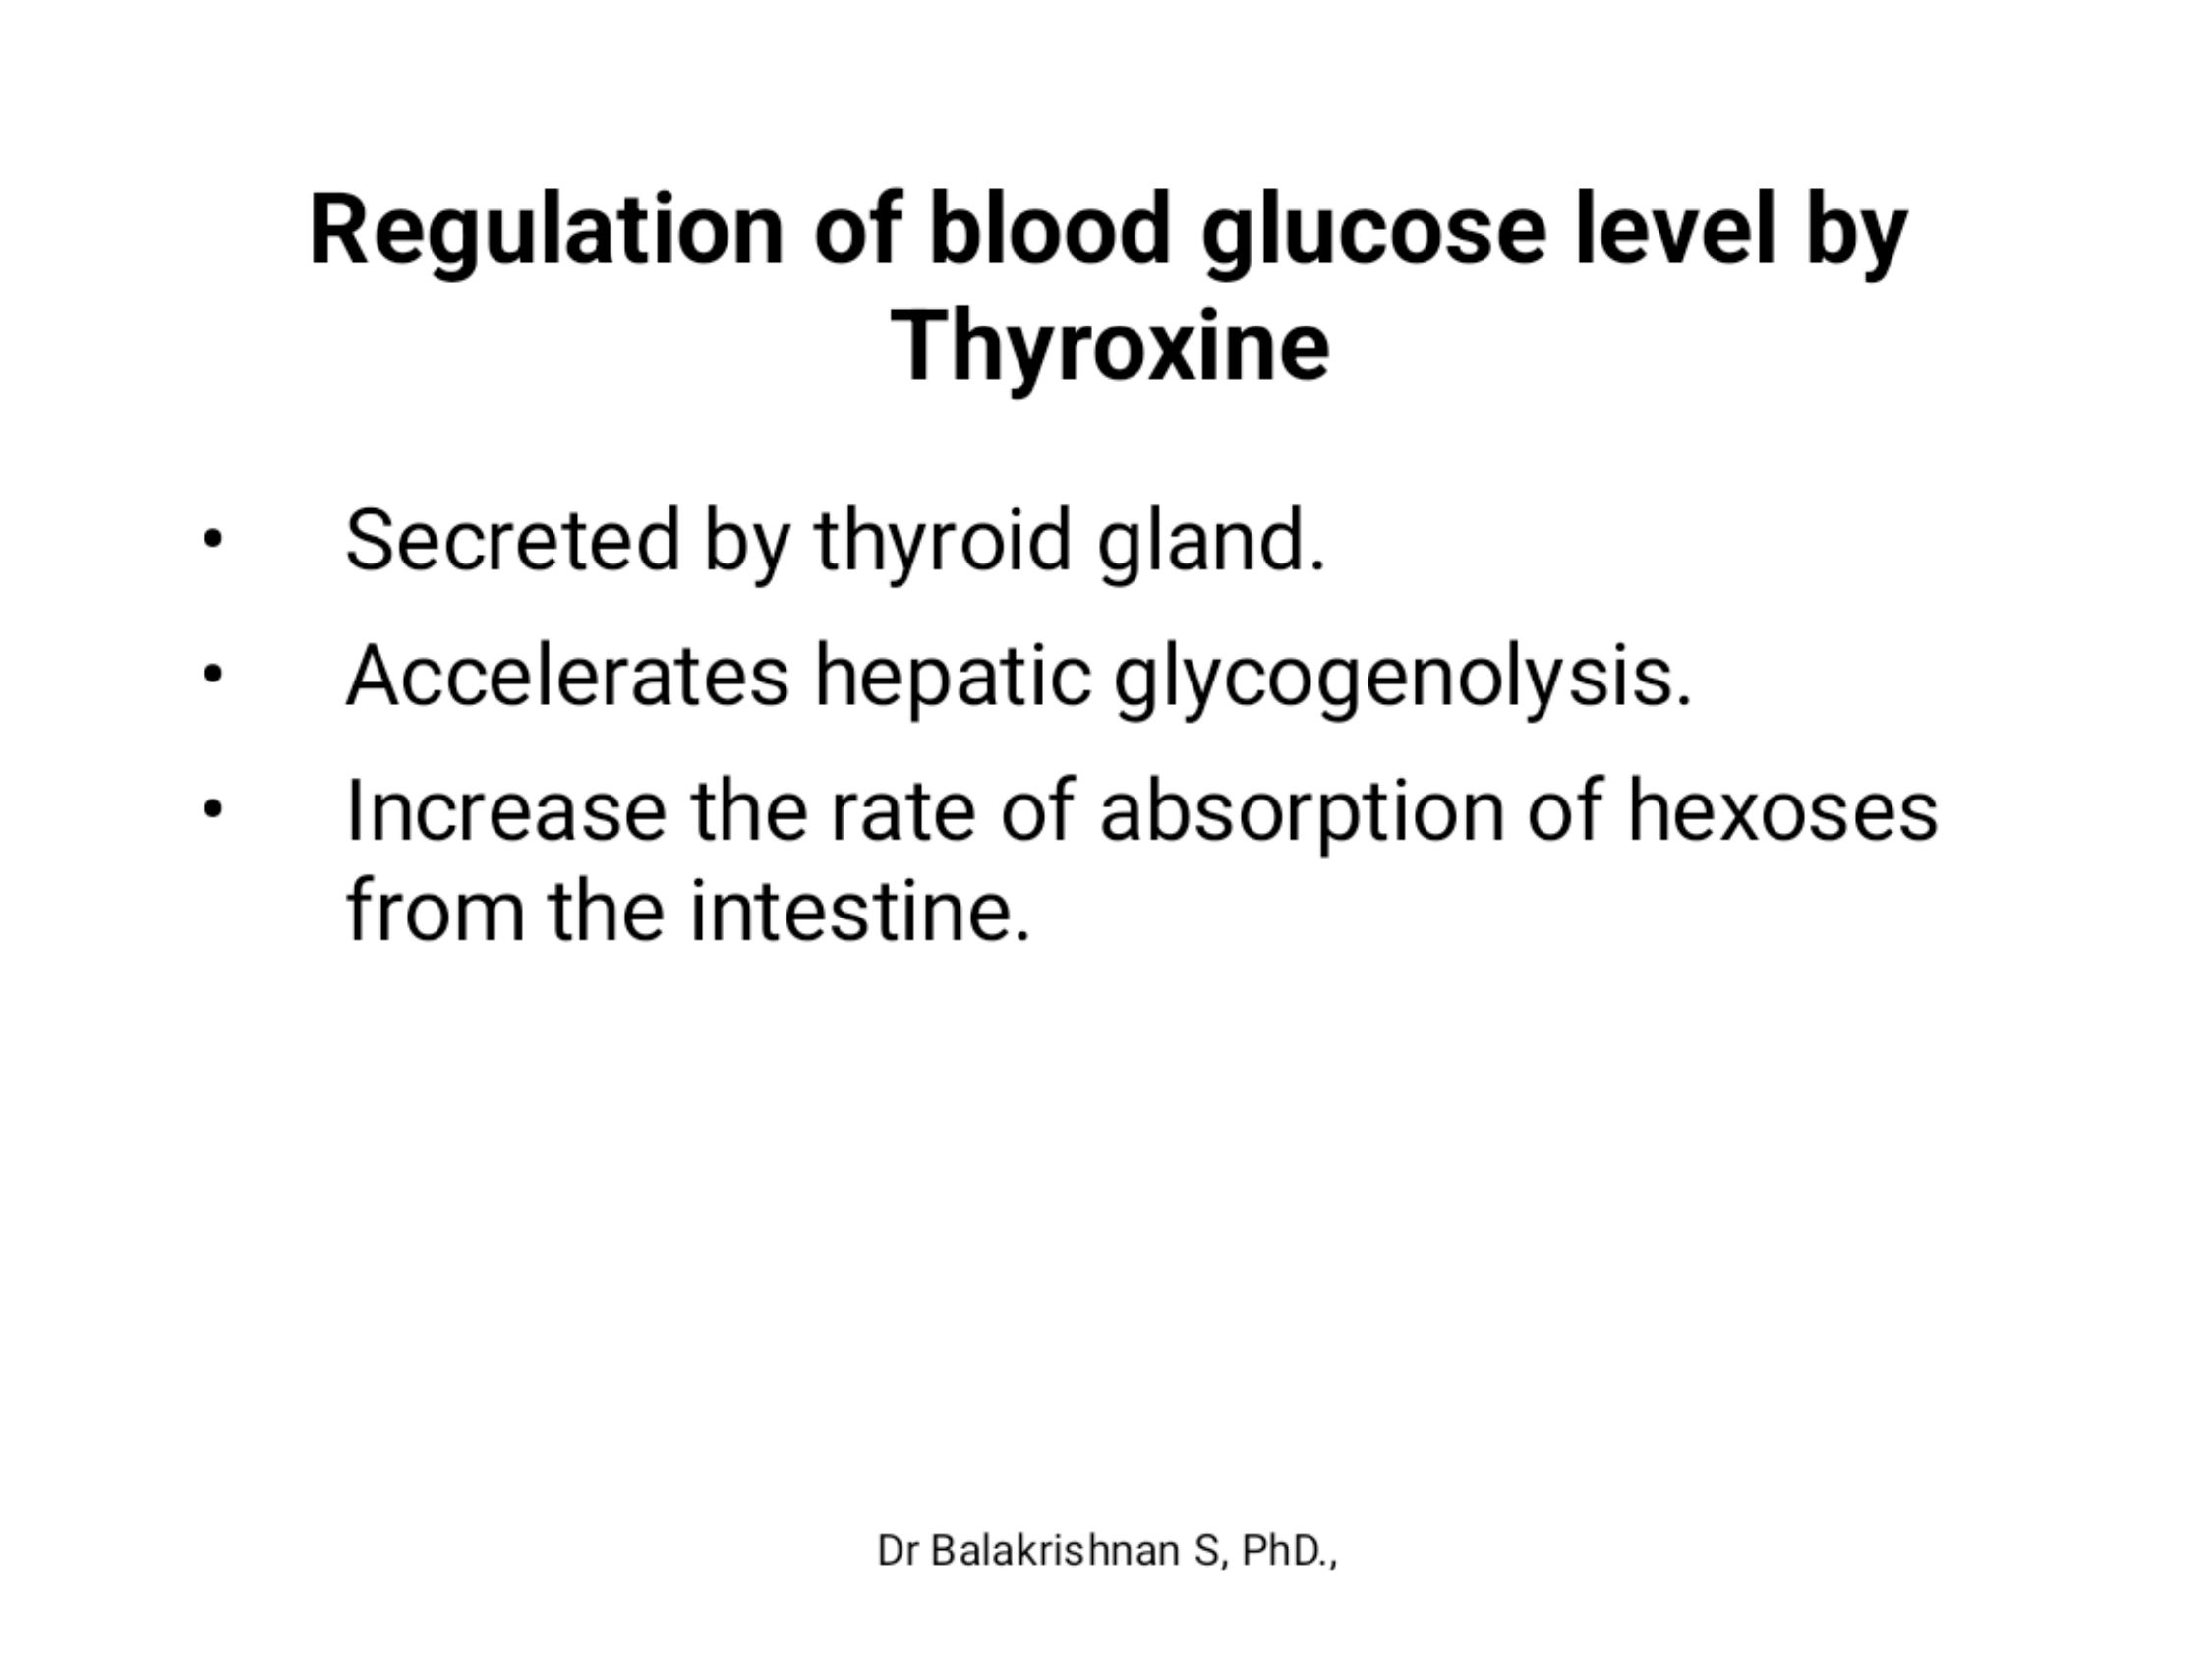 Regulation of blood glucose level by
Thyroxine
• Secreted by thyroid gland.
• Accelerates hepatic glycogenolysis.
• Increase the rate of absorption of hexoses
from the intestine.
Dr Balakrishnan S, PhD.,